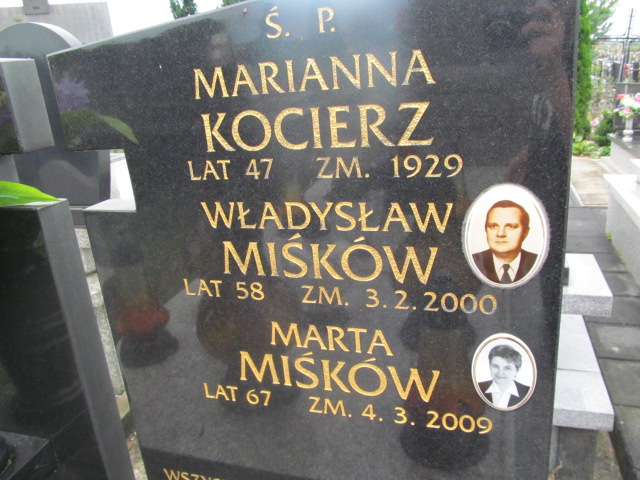 Ś. P.
MARIANNA
KOCIERZ
LAT 47 ZM. 1929
WŁADYSŁAW
MIŚKÓW
LAT 58 ZM. 3.2.2000
MARTA
MIŚKÓW
LAT 67 ZM. 4.3.2009